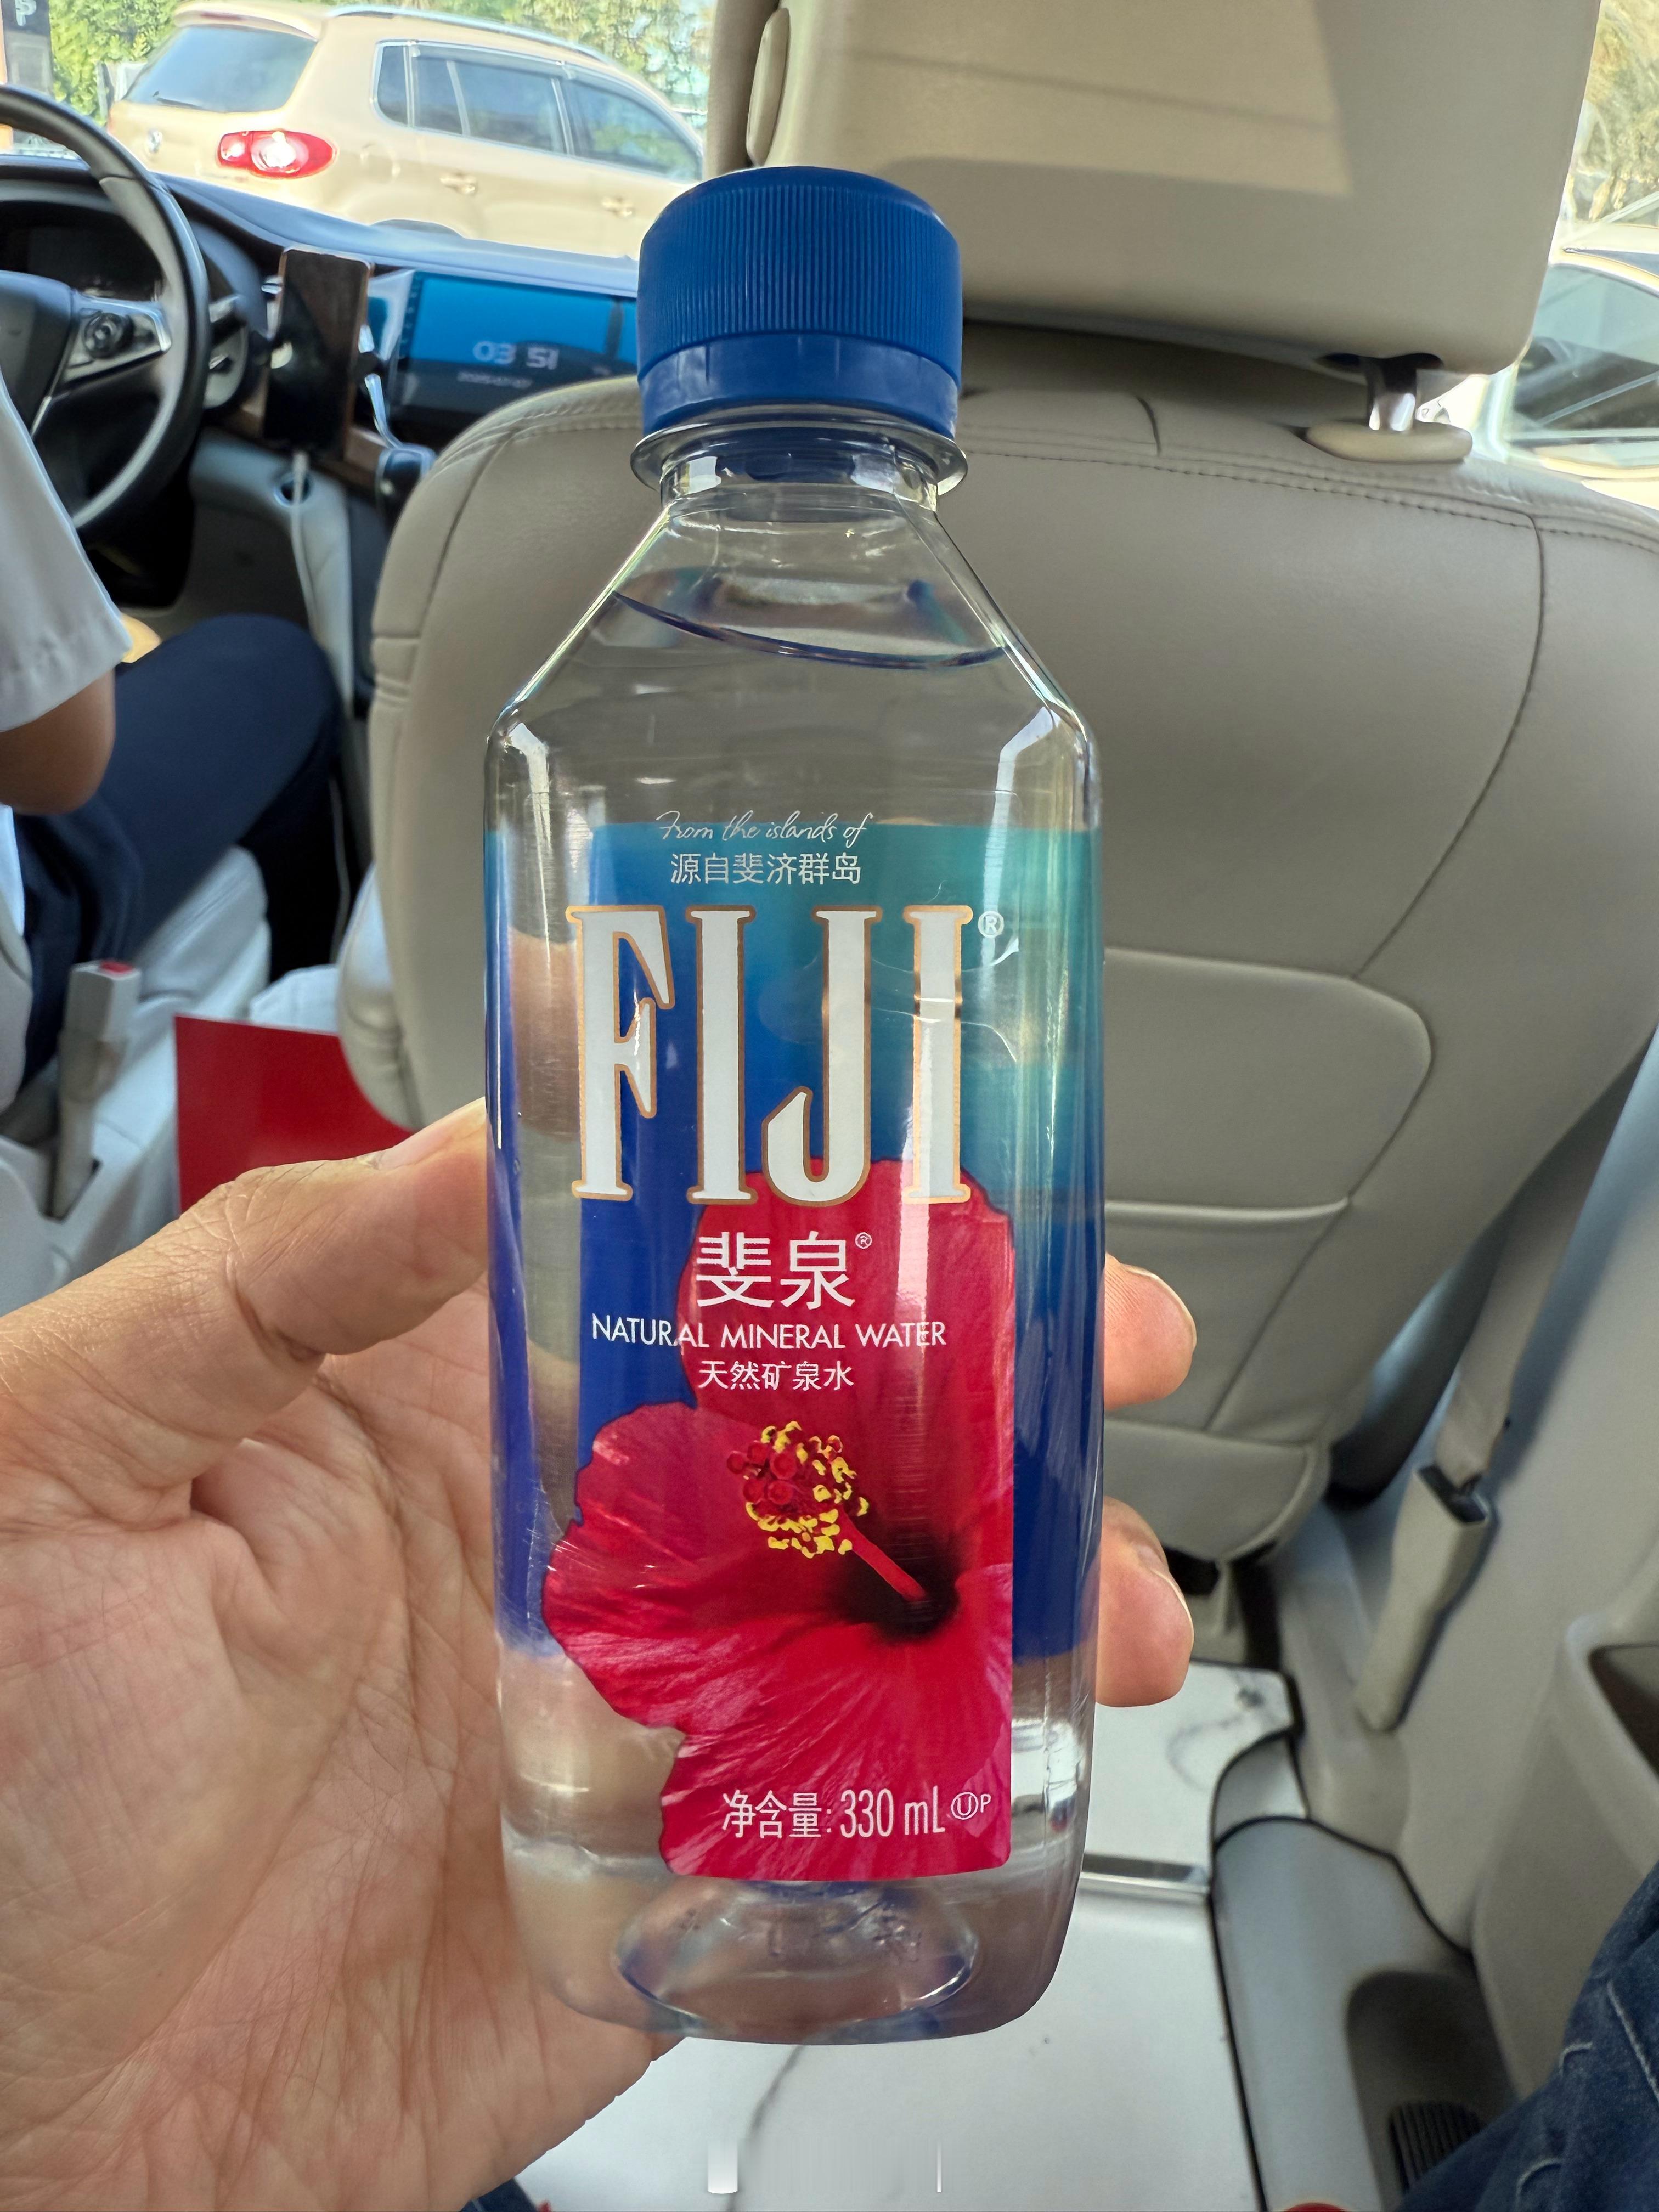 P
03 51
From the islands of
源自斐济群岛
FIJI®
斐泉®
NATURAL MINERAL WATER
天然矿泉水
净含量: 330 mL ⓊP